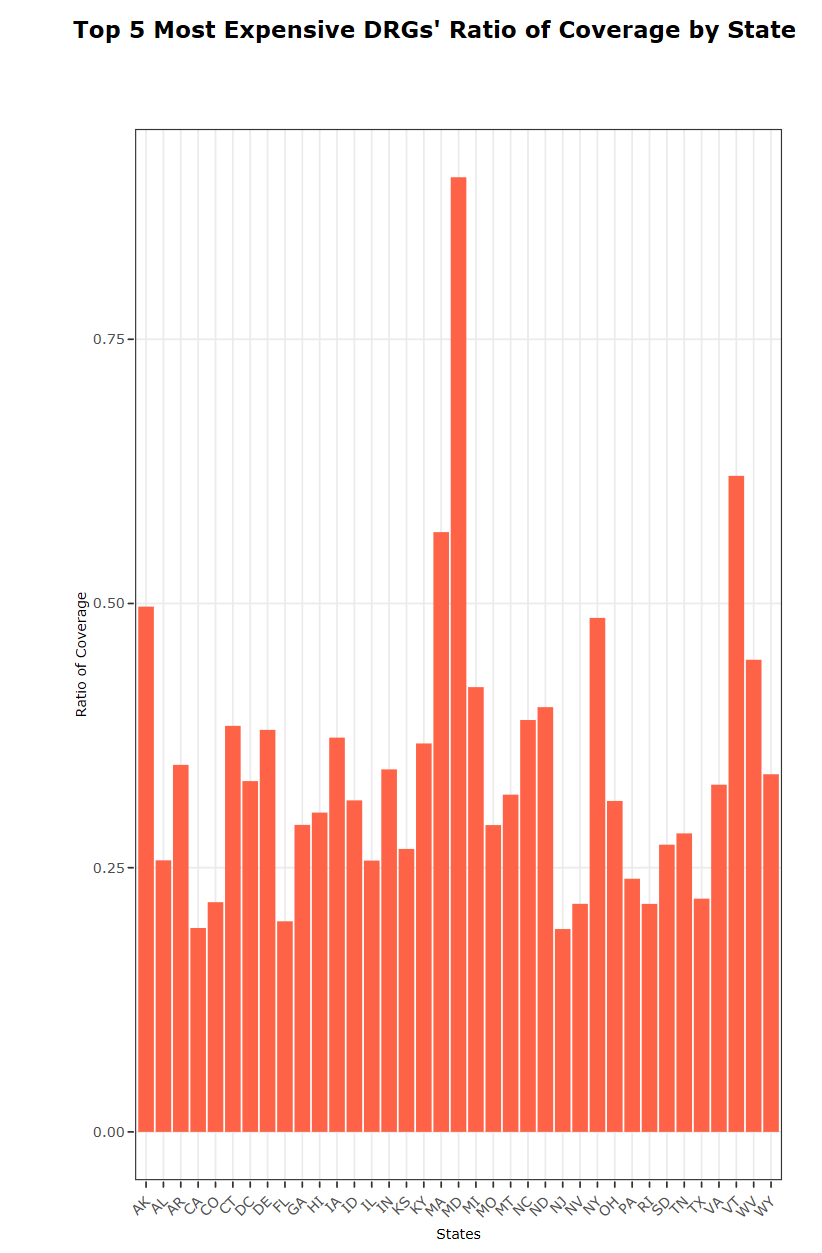 Top 5 Most Expensive DRGs' Ratio of Coverage by State
0.75
0.50
0.25
0.00
Ratio of Coverage
AK AL AR CA CO CT DC DE FL GA HI IA ID IL IN KS KY MA MD MI MO MT NC ND NJ NV NY OH PA RI SD TN TX VA VT WV WY
States